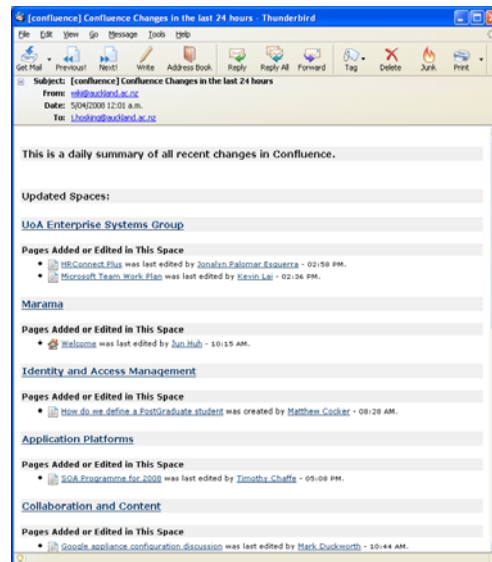 [confluence] Confluence Changes in the last 24 hours - Thunderbird
File Edit View Go Message Tools Help
Get Mail Previous! Next! Write Address Book Reply Reply All Forward Tag Delete Junk Print
Subject: [confluence] Confluence Changes in the last 24 hours
From: wiki@auckland.ac.nz
Date: 5/04/2008 12:01 a.m.
To: t.hosking@auckland.ac.nz
This is a daily summary of all recent changes in Confluence.
Updated Spaces:
UoA Enterprise Systems Group
Pages Added or Edited in This Space
HRConnect Plus was last edited by Jonalyn Palomar Esguerra - 02:58 PM.
Microsoft Team Work Plan was last edited by Kevin Lai - 02:36 PM.
Marama
Pages Added or Edited in This Space
Welcome was last edited by Jun Huh - 10:15 AM.
Identity and Access Management
Pages Added or Edited in This Space
How do we define a PostGraduate student was created by Matthew Cocker - 08:28 AM.
Application Platforms
Pages Added or Edited in This Space
SOA Programme for 2008 was last edited by Timothy Chaffe - 05:08 PM.
Collaboration and Content
Pages Added or Edited in This Space
Google appliance configuration discussion was last edited by Mark Duckworth - 10:44 AM.